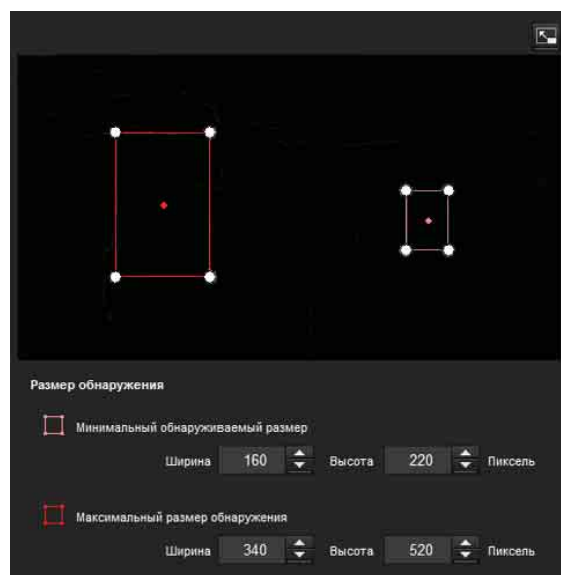 Размер обнаружения
Минимальный обнаруживаемый размер
Ширина 160 Высота 220 Пиксель
Максимальный размер обнаружения
Ширина 340 Высота 520 Пиксель